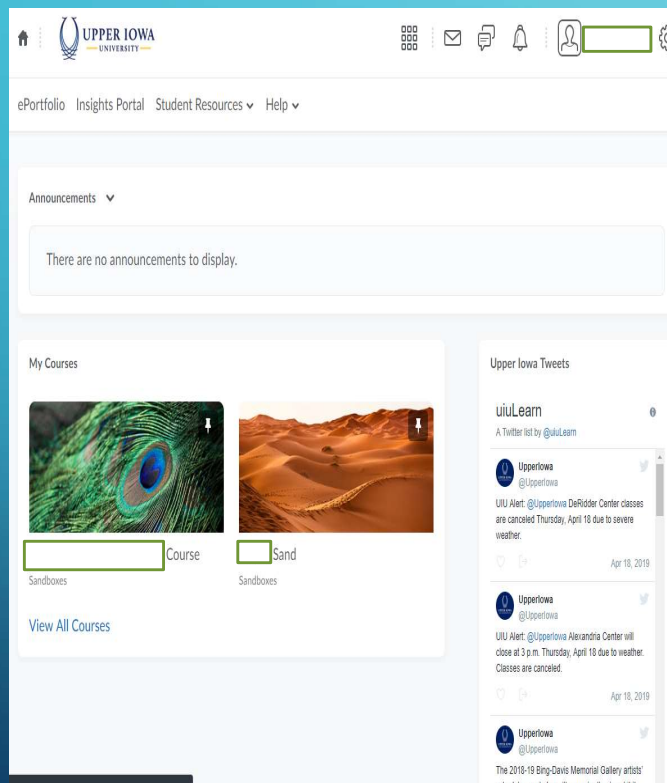 UPPER IOWA
UNIVERSITY
ePortfolio Insights Portal Student Resources Help
Announcements
There are no announcements to display.
My Courses
Course
Sandboxes
Sand
Sandboxes
View All Courses
Upper Iowa Tweets
uiuLearn
A Twitter list by @uiuLearn
UpperIowa
@UpperIowa
UIU Alert: @UpperIowa DeRidder Center classes
are canceled Thursday, April 18 due to severe
weather.
Apr 18, 2019
UpperIowa
@UpperIowa
UIU Alert: @UpperIowa Alexandria Center will
close at 3 p.m. Thursday, April 18 due to weather.
Classes are canceled.
Apr 18, 2019
UpperIowa
@UpperIowa
The 2018-19 Bing-Davis Memorial Gallery artists'